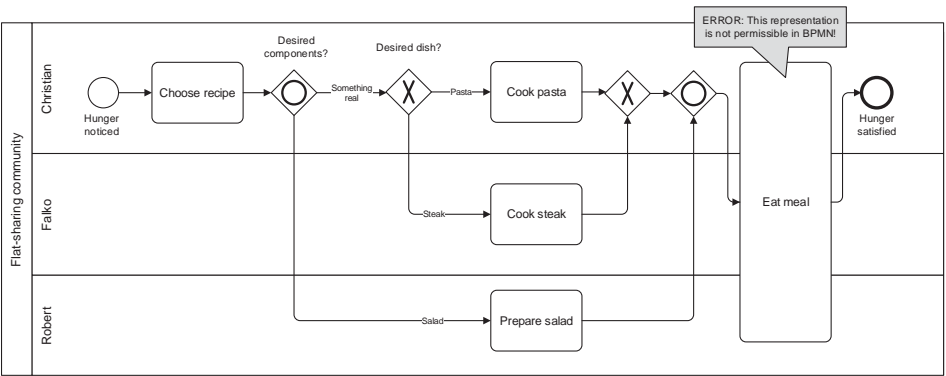 ERROR: This representation
is not permissible in BPMN!
Flat-sharing community
Christian
Hunger
noticed
Choose recipe
Desired
components?
Something
real
Desired dish?
X
Pasta
Cook pasta
X
Hunger
satisfied
Falko
Steak
Cook steak
Eat meal
Robert
Salad
Prepare salad